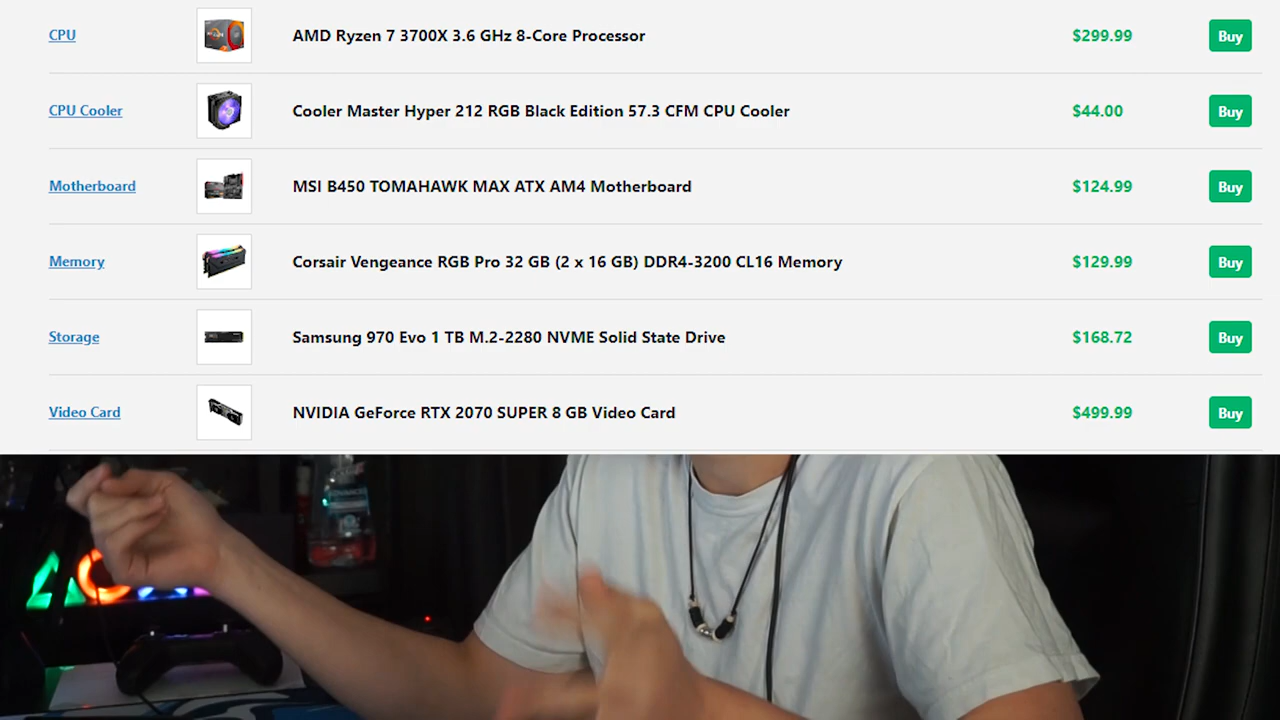 CPU AMD Ryzen 7 3700X 3.6 GHz 8-Core Processor $299.99 Buy
CPU Cooler Cooler Master Hyper 212 RGB Black Edition 57.3 CFM CPU Cooler $44.00 Buy
Motherboard MSI B450 TOMAHAWK MAX ATX AM4 Motherboard $124.99 Buy
Memory Corsair Vengeance RGB Pro 32 GB (2 x 16 GB) DDR4-3200 CL16 Memory $129.99 Buy
Storage Samsung 970 Evo 1 TB M.2-2280 NVME Solid State Drive $168.72 Buy
Video Card NVIDIA GeForce RTX 2070 SUPER 8 GB Video Card $499.99 Buy